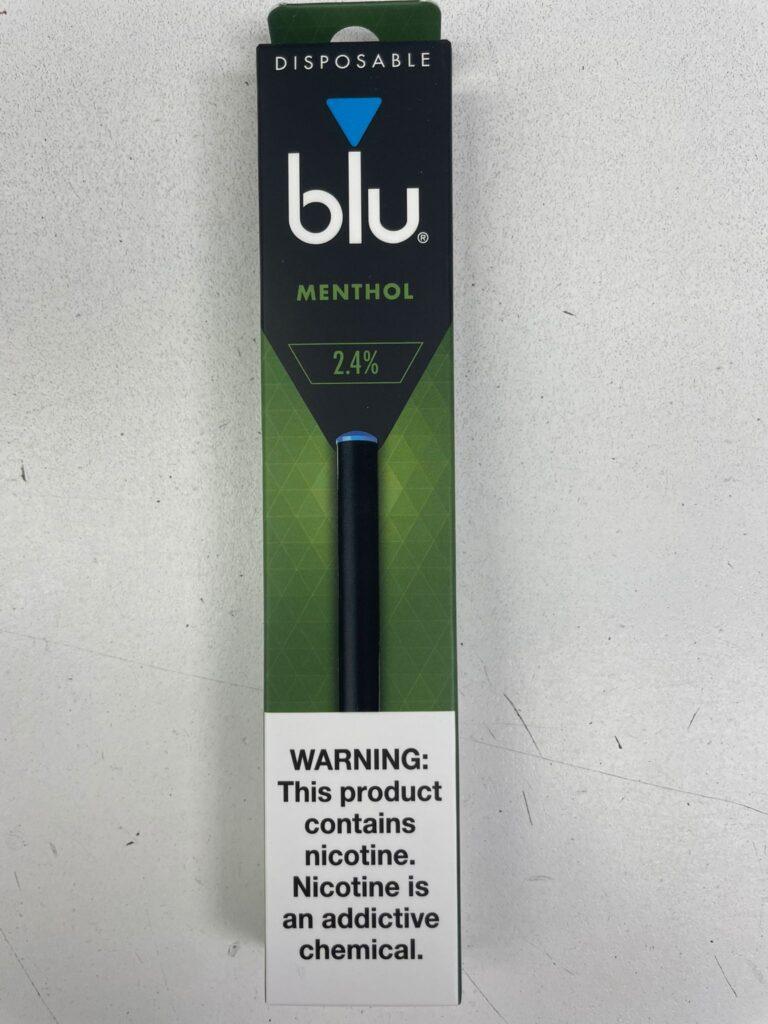 DISPOSABLE
blu®
MENTHOL
2.4%
WARNING:
This product
contains
nicotine.
Nicotine is
an addictive
chemical.